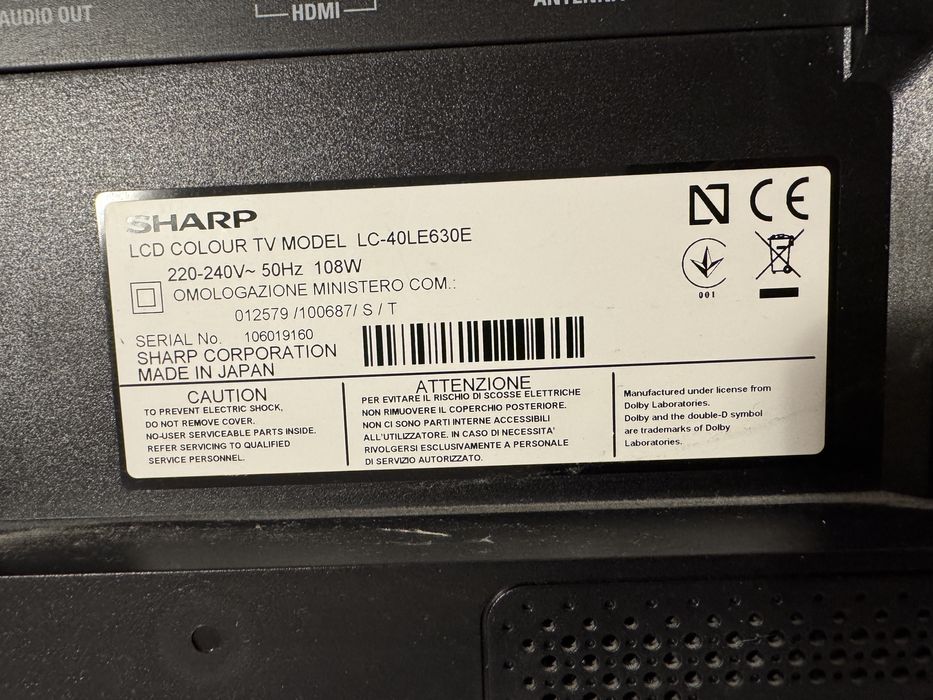 AUDIO OUT
HDMI
SHARP
LCD COLOUR TV MODEL LC-40LE630E
220-240V~ 50Hz 108W
OMOLOGAZIONE MINISTERO COM.:
012579 /100687/ S / T
SERIAL No. 106019160
SHARP CORPORATION
MADE IN JAPAN
N CE
001
CAUTION
TO PREVENT ELECTRIC SHOCK,
DO NOT REMOVE COVER.
NO-USER SERVICEABLE PARTS INSIDE.
REFER SERVICING TO QUALIFIED
SERVICE PERSONNEL.
ATTENZIONE
PER EVITARE IL RISCHIO DI SCOSSE ELETTRICHE
NON RIMUOVERE IL COPERCHIO POSTERIORE.
NON CI SONO PARTI INTERNE ACCESSIBILI
ALL'UTILIZZATORE. IN CASO DI NECESSITA'
RIVOLGERSI ESCLUSIVAMENTE A PERSONALE
DI SERVIZIO AUTORIZZATO.
Manufactured under license from
Dolby Laboratories.
Dolby and the double-D symbol
are trademarks of Dolby
Laboratories.